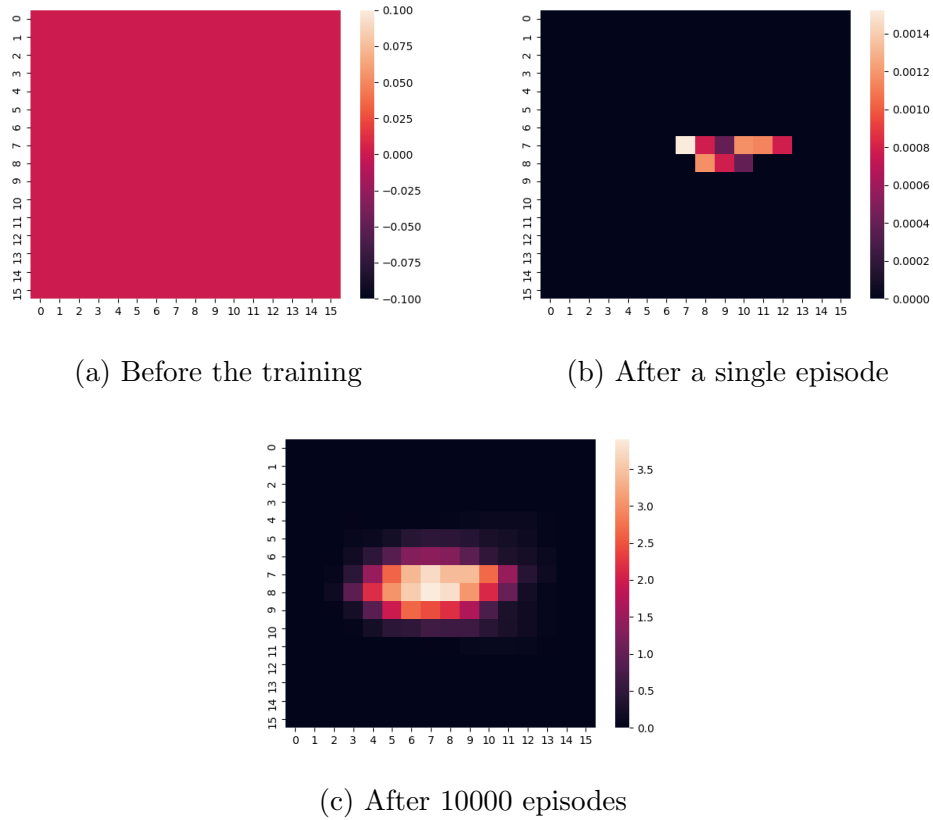 0 1 2 3 4 5 6 7 8 9 10 11 12 13 14 15
0 1 2 3 4 5 6 7 8 9 10 11 12 13 14 15
0.100
0.075
0.050
0.025
0.000
−0.025
−0.050
−0.075
−0.100
(a) Before the training
0 1 2 3 4 5 6 7 8 9 10 11 12 13 14 15
0 1 2 3 4 5 6 7 8 9 10 11 12 13 14 15
0.0014
0.0012
0.0010
0.0008
0.0006
0.0004
0.0002
0.0000
(b) After a single episode
0 1 2 3 4 5 6 7 8 9 10 11 12 13 14 15
0 1 2 3 4 5 6 7 8 9 10 11 12 13 14 15
3.5
3.0
2.5
2.0
1.5
1.0
0.5
0.0
(c) After 10000 episodes